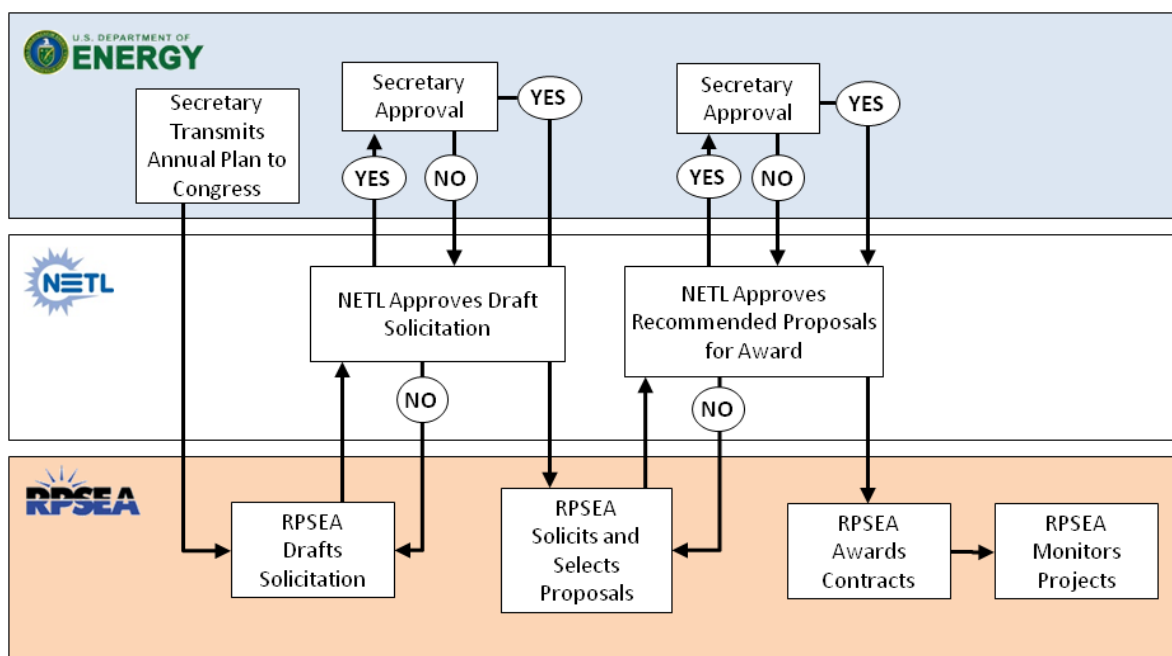 U.S. DEPARTMENT OF
ENERGY
Secretary
Transmits
Annual Plan to
Congress
Secretary
Approval
YES
YES
NO
Secretary
Approval
YES
YES
NO
NETL
NETL Approves Draft
Solicitation
NO
NETL Approves
Recommended Proposals
for Award
NO
RPSEA
RPSEA
Drafts
Solicitation
RPSEA
Solicits and
Selects
Proposals
RPSEA
Awards
Contracts
RPSEA
Monitors
Projects